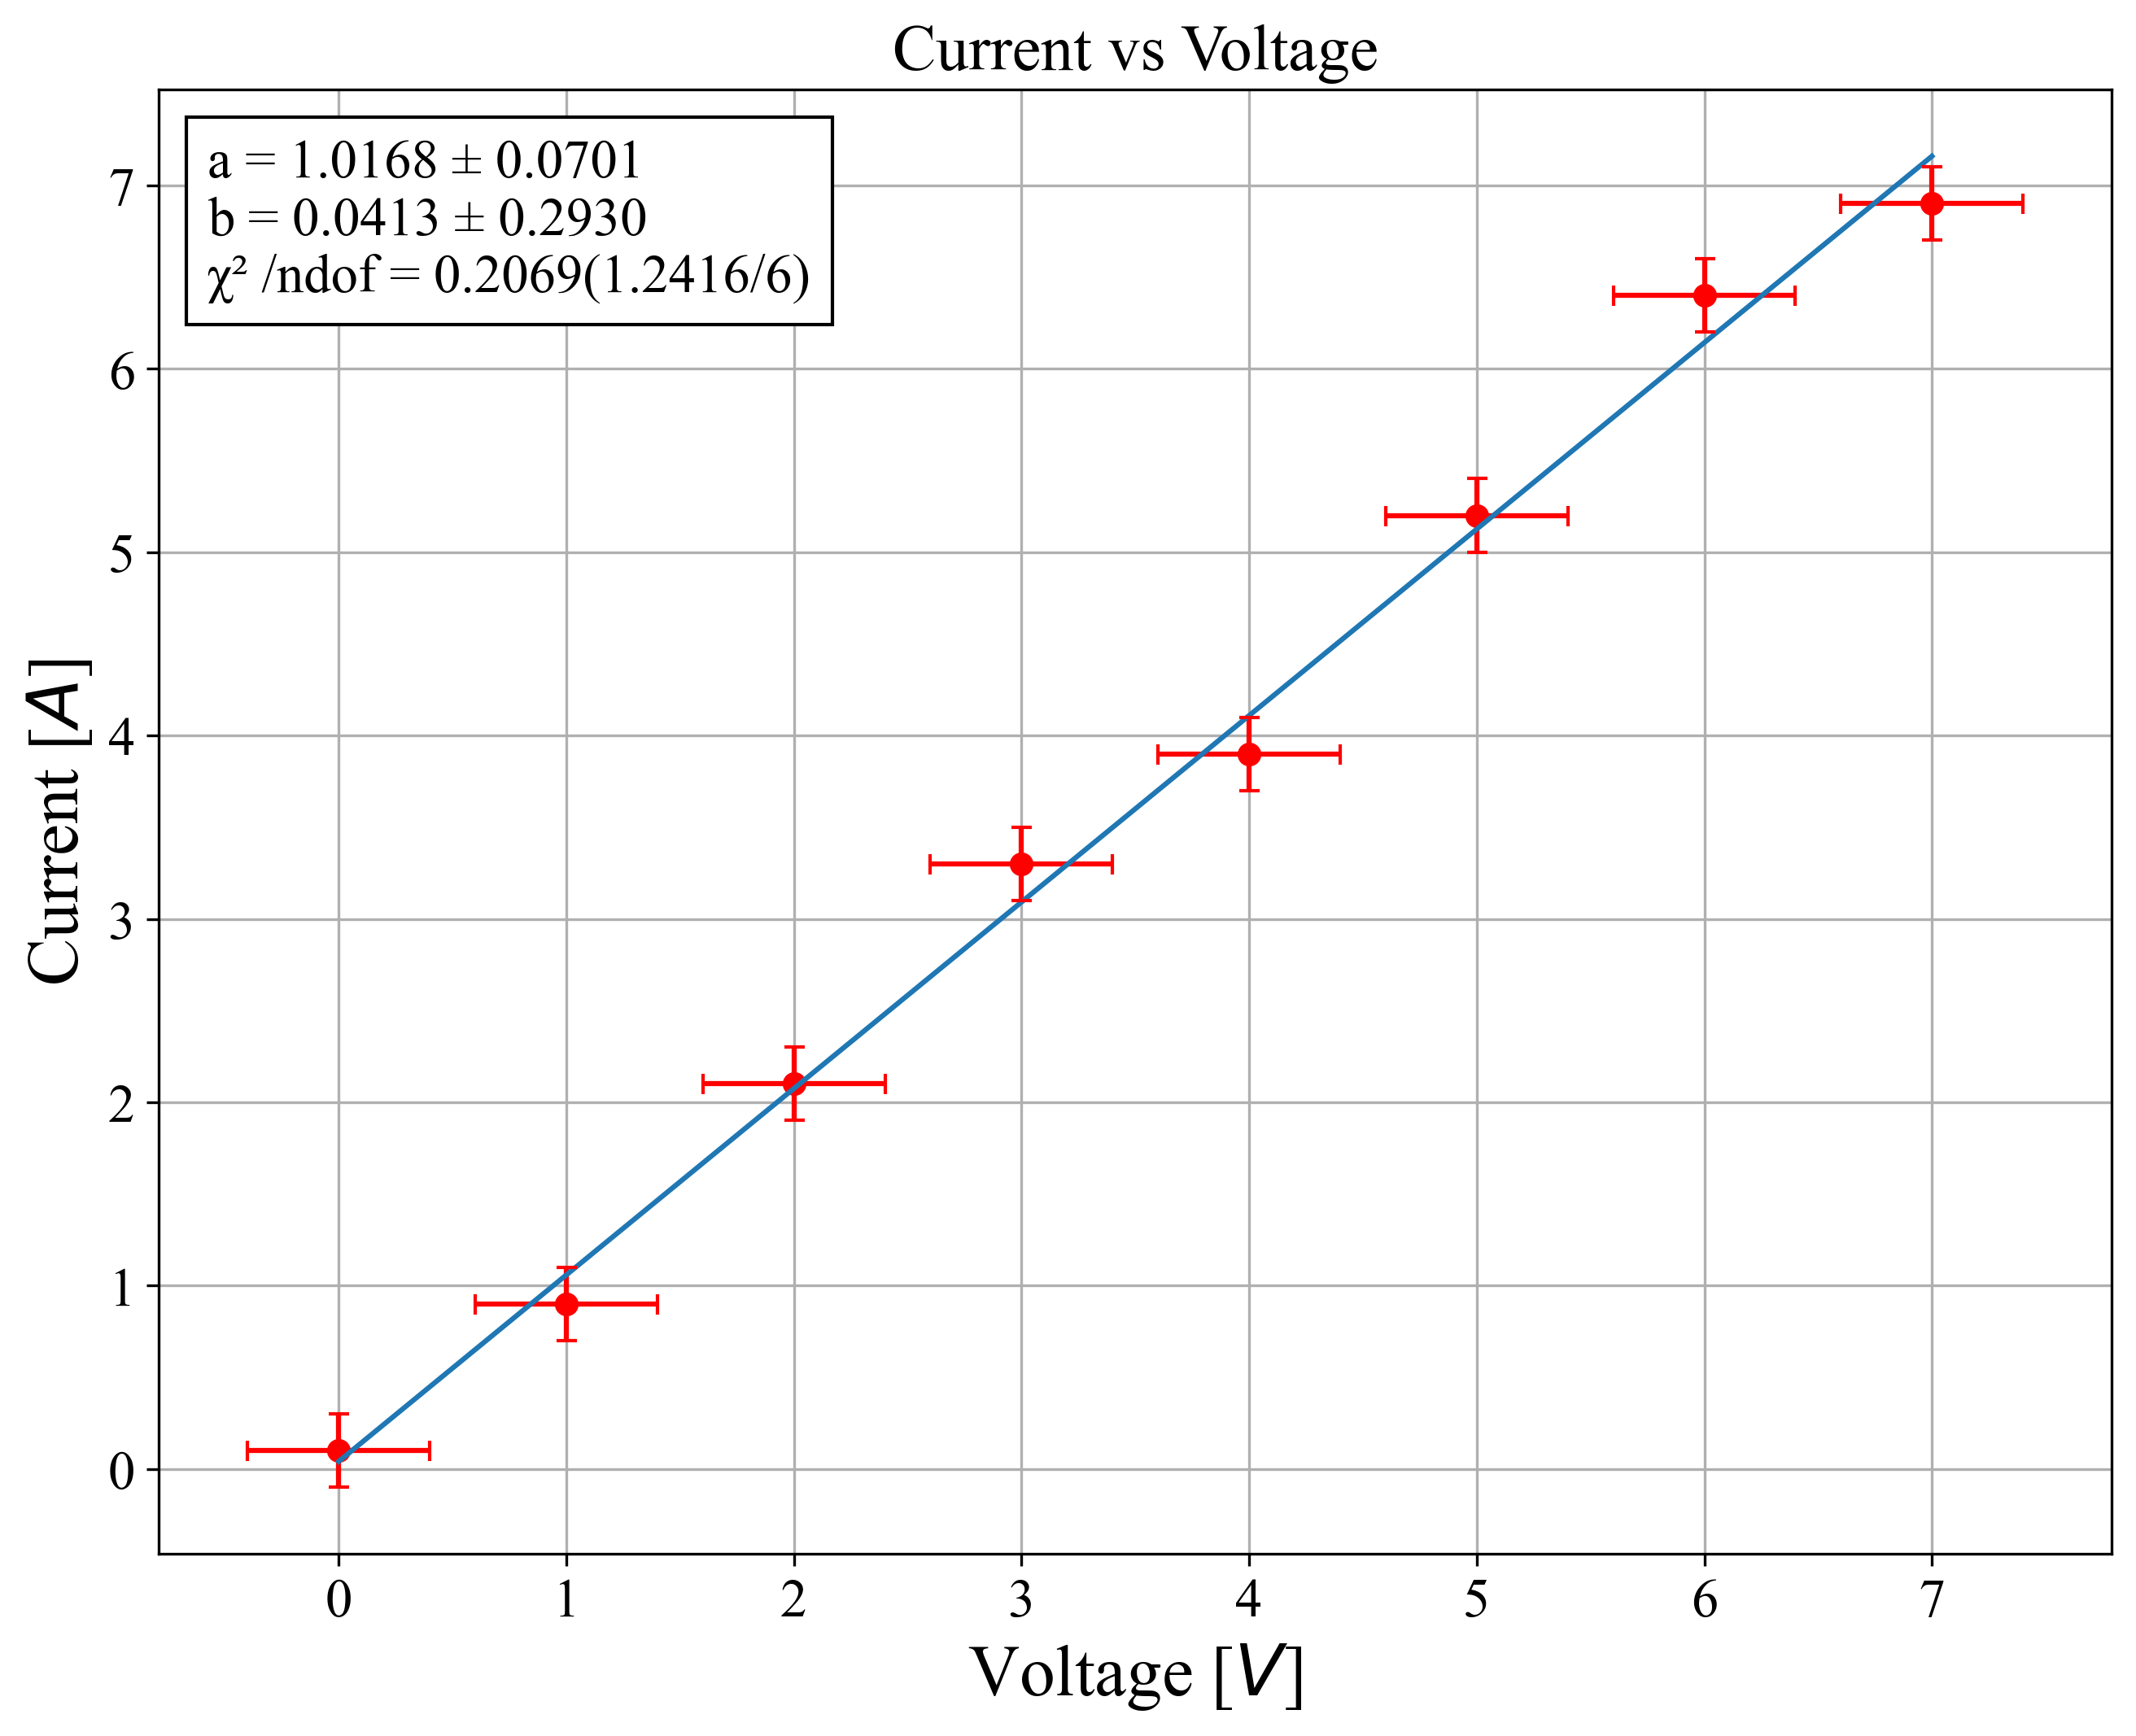 Current vs Voltage
a = 1.0168 ± 0.0701
b = 0.0413 ± 0.2930
χ² /ndof = 0.2069(1.2416/6)
7
6
5
4
3
2
1
0
Current [A]
0 1 2 3 4 5 6 7
Voltage [V]